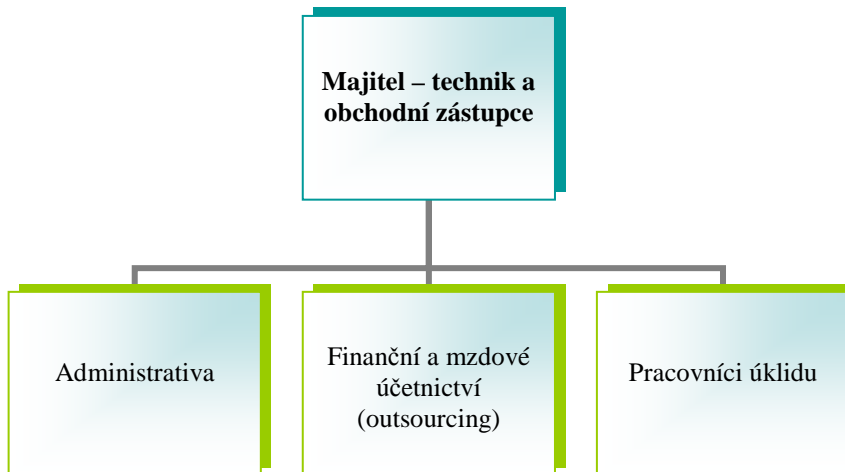 Majitel – technik a
obchodní zástupce
Administrativa
Finanční a mzdové
účetnictví
(outsourcing)
Pracovníci úklidu